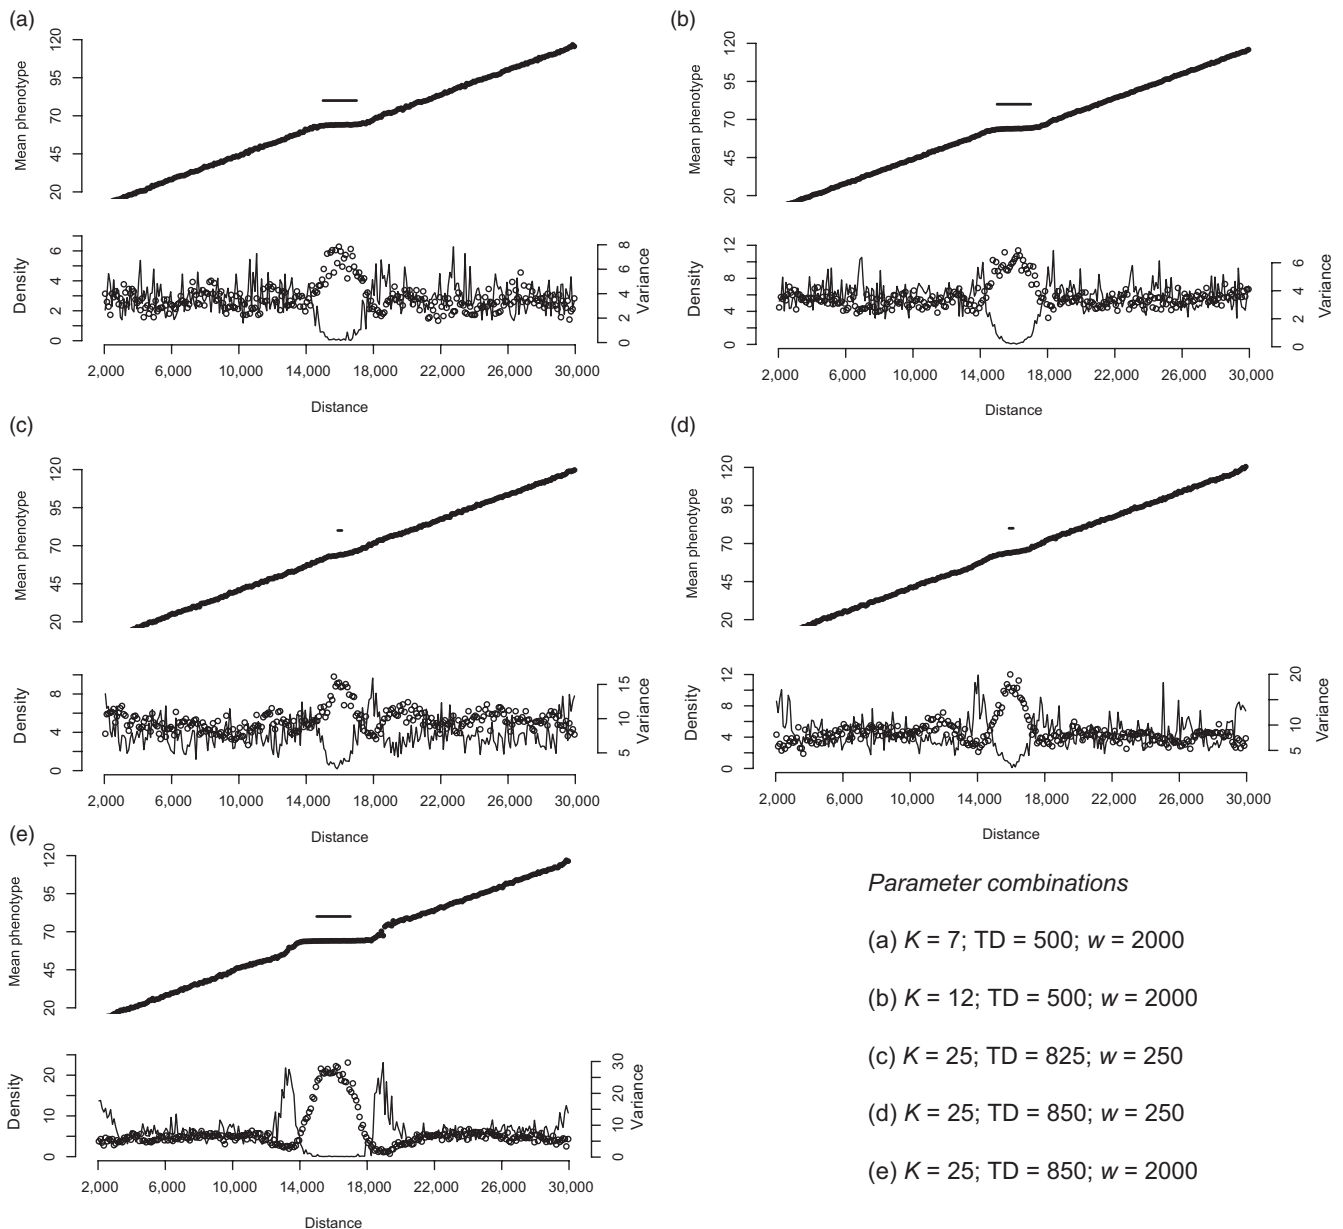 (a)
Mean phenotype
120
95
70
45
20
Density
6
4
2
0
8
6
4
2
0
Variance
2,000 6,000 10,000 14,000 18,000 22,000 26,000 30,000
Distance
(b)
Mean phenotype
120
95
70
45
20
Density
12
8
4
0
6
4
2
0
Variance
2,000 6,000 10,000 14,000 18,000 22,000 26,000 30,000
Distance
(c)
Mean phenotype
120
95
70
45
20
Density
8
4
0
15
10
5
Variance
2,000 6,000 10,000 14,000 18,000 22,000 26,000 30,000
Distance
(d)
Mean phenotype
120
95
70
45
20
Density
12
8
4
0
20
10
5
Variance
2,000 6,000 10,000 14,000 18,000 22,000 26,000 30,000
Distance
(e)
Mean phenotype
120
95
70
45
20
Density
20
10
5
0
30
20
10
0
Variance
2,000 6,000 10,000 14,000 18,000 22,000 26,000 30,000
Distance
Parameter combinations
(a) K = 7; TD = 500; w = 2000
(b) K = 12; TD = 500; w = 2000
(c) K = 25; TD = 825; w = 250
(d) K = 25; TD = 850; w = 250
(e) K = 25; TD = 850; w = 2000